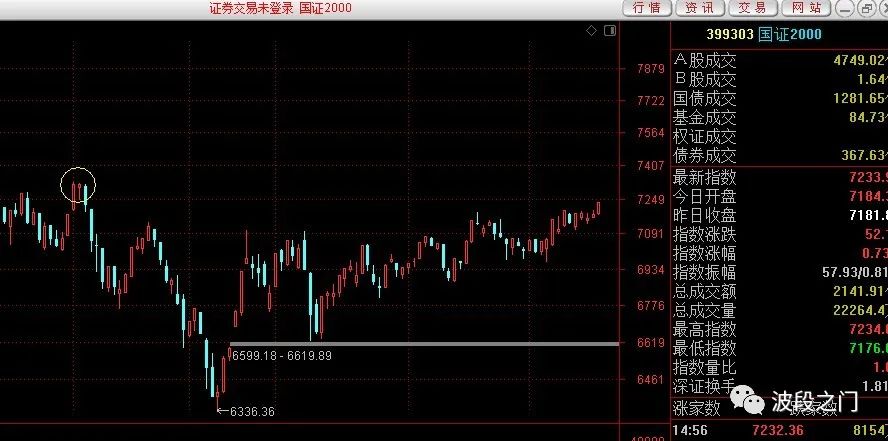 证券交易未登录 国证2000
行情 资讯 交易 网站
399303 国证2000
7879
7722
7564
7407
7249
7091
6934
6776
6619
6461
6599.18 - 6619.89
←6336.36
A股成交 4749.02
B股成交 1.64
国债成交 1281.65
基金成交 84.73
权证成交
债券成交 367.63
最新指数 7233.9
今日开盘 7184.
昨日收盘 7181.8
指数涨跌 52.
指数涨幅 0.73
指数振幅 57.93/0.81
总成交额 2141.91
总成交量 22264.4
最高指数 7234.
最低指数 7176.
指数量比 1.
深证换手 1.81
涨家数 跌家数
波段之门
14:56 7232.36 8154